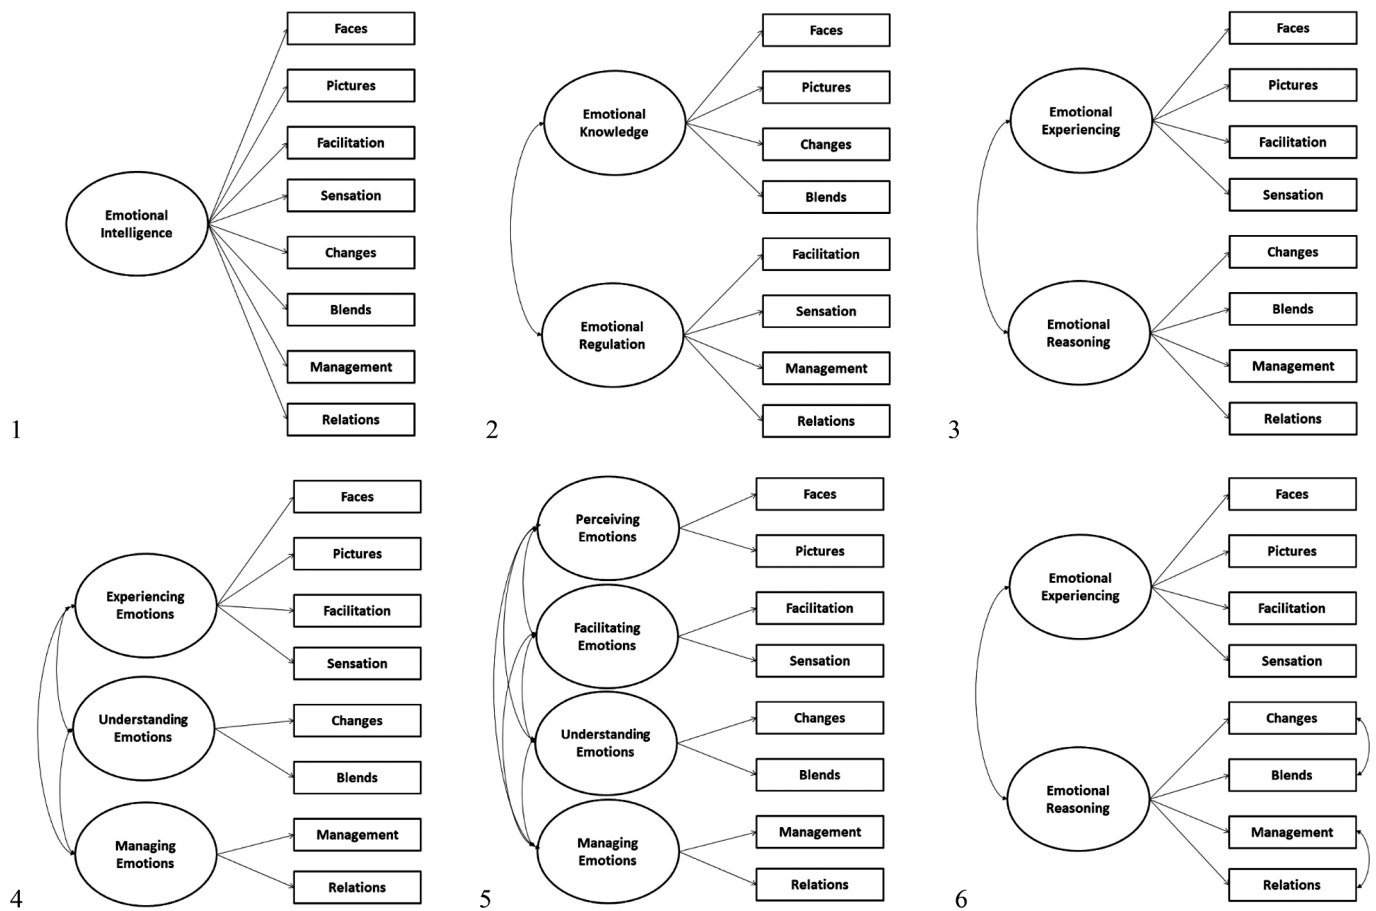 Emotional
Intelligence
Faces
Pictures
Facilitation
Sensation
Changes
Blends
Management
Relations
1
Emotional
Knowledge
Emotional
Regulation
Faces
Pictures
Changes
Blends
Facilitation
Sensation
Management
Relations
2
Emotional
Experiencing
Emotional
Reasoning
Faces
Pictures
Facilitation
Sensation
Changes
Blends
Management
Relations
3
Experiencing
Emotions
Understanding
Emotions
Managing
Emotions
Faces
Pictures
Facilitation
Sensation
Changes
Blends
Management
Relations
4
Perceiving
Emotions
Facilitating
Emotions
Understanding
Emotions
Managing
Emotions
Faces
Pictures
Facilitation
Sensation
Changes
Blends
Management
Relations
5
Emotional
Experiencing
Emotional
Reasoning
Faces
Pictures
Facilitation
Sensation
Changes
Blends
Management
Relations
6